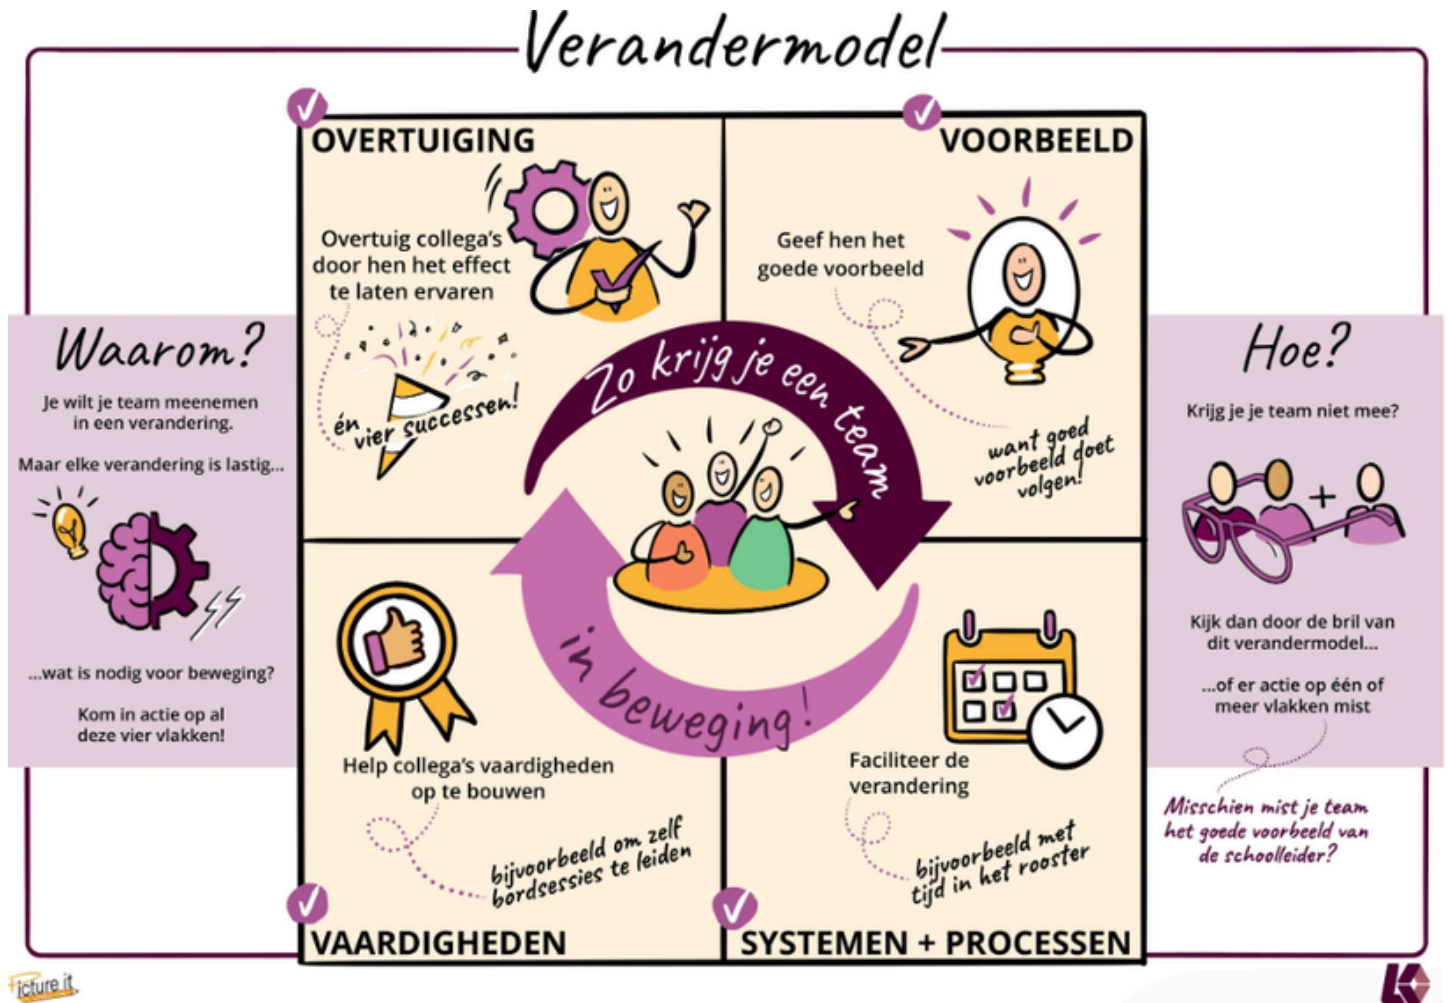 Verandermodel
OVERTUIGING
Overtuig collega's
door hen het effect
te laten ervaren
én
vier successen!
VOORBEELD
Geef hen het
goede voorbeeld
want goed
voorbeeld doet
volgen!
Waarom?
Je wilt je team meenemen
in een verandering.
Maar elke verandering is lastig...
...wat is nodig voor beweging?
Kom in actie op al
deze vier vlakken!
Zo krijg je een team
in beweging!
Hoe?
Krijg je je team niet mee?
Kijk dan door de bril van
dit verandermodel...
...of er actie op één of
meer vlakken mist
Misschien mist je team
het goede voorbeeld van
de schoolleider?
Help collega's vaardigheden
op te bouwen
bijvoorbeeld om zelf
bordsessies te leiden
VAARDIGHEDEN
Faciliteer de
verandering
bijvoorbeeld met
tijd in het rooster
SYSTEMEN + PROCESSEN
Picture it